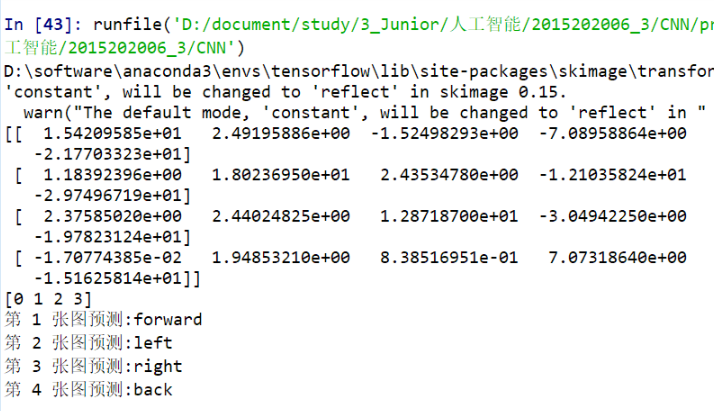 In [43]: runfile('D:/document/study/3_Junior/人工智能/2015202006_3/CNN/pr
工智能/2015202006_3/CNN')
D:\software\anaconda3\envs\tensorflow\lib\site-packages\skimage\transfor
'constant', will be changed to 'reflect' in skimage 0.15.
warn("The default mode, 'constant', will be changed to 'reflect' in "
[[ 1.54209585e+01 2.49195886e+00 -1.52498293e+00 -7.08958864e+00
-2.17703323e+01]
[ 1.18392396e+00 1.80236950e+01 2.43534780e+00 -1.21035824e+01
-2.97496719e+01]
[ 2.37585020e+00 2.44024825e+00 1.28718700e+01 -3.04942250e+00
-1.97823124e+01]
[ -1.70774385e-02 1.94853210e+00 8.38516951e-01 7.07318640e+00
-1.51625814e+01]]
[0 1 2 3]
第 1 张图预测:forward
第 2 张图预测:left
第 3 张图预测:right
第 4 张图预测:back